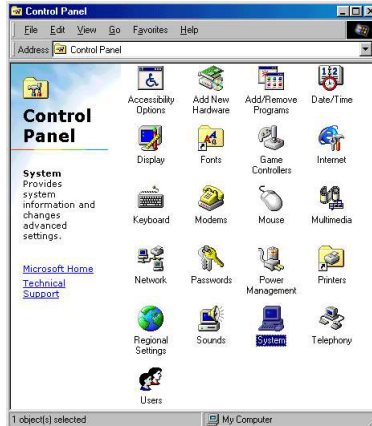 Control Panel
File Edit View Go Favorites Help
Address Control Panel
Control
Panel
System
Provides
system
information and
changes
advanced
settings.
Microsoft Home
Technical
Support
Accessibility
Options
Add New
Hardware
Add/Remove
Programs
Date/Time
Display
Fonts
Game
Controllers
Internet
Keyboard
Modems
Mouse
Multimedia
Network
Passwords
Power
Management
Printers
Regional
Settings
Sounds
System
Telephony
Users
1 object(s) selected
My Computer